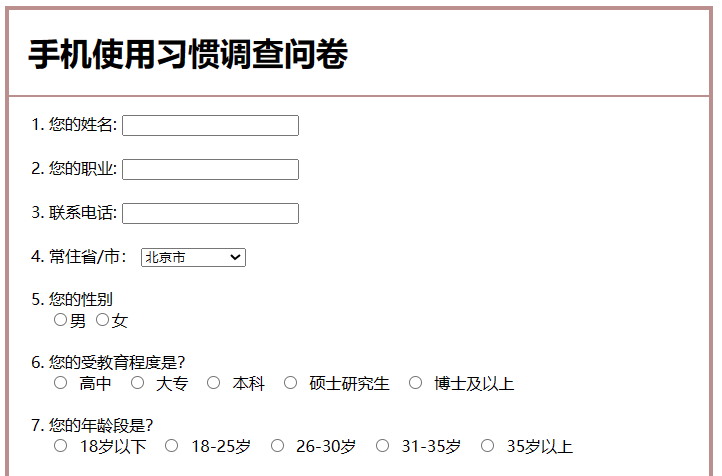 手机使用习惯调查问卷
1. 您的姓名:
2. 您的职业:
3. 联系电话:
4. 常住省/市： 北京市
5. 您的性别
男 女
6. 您的受教育程度是?
高中 大专 本科 硕士研究生 博士及以上
7. 您的年龄段是?
18岁以下 18-25岁 26-30岁 31-35岁 35岁以上